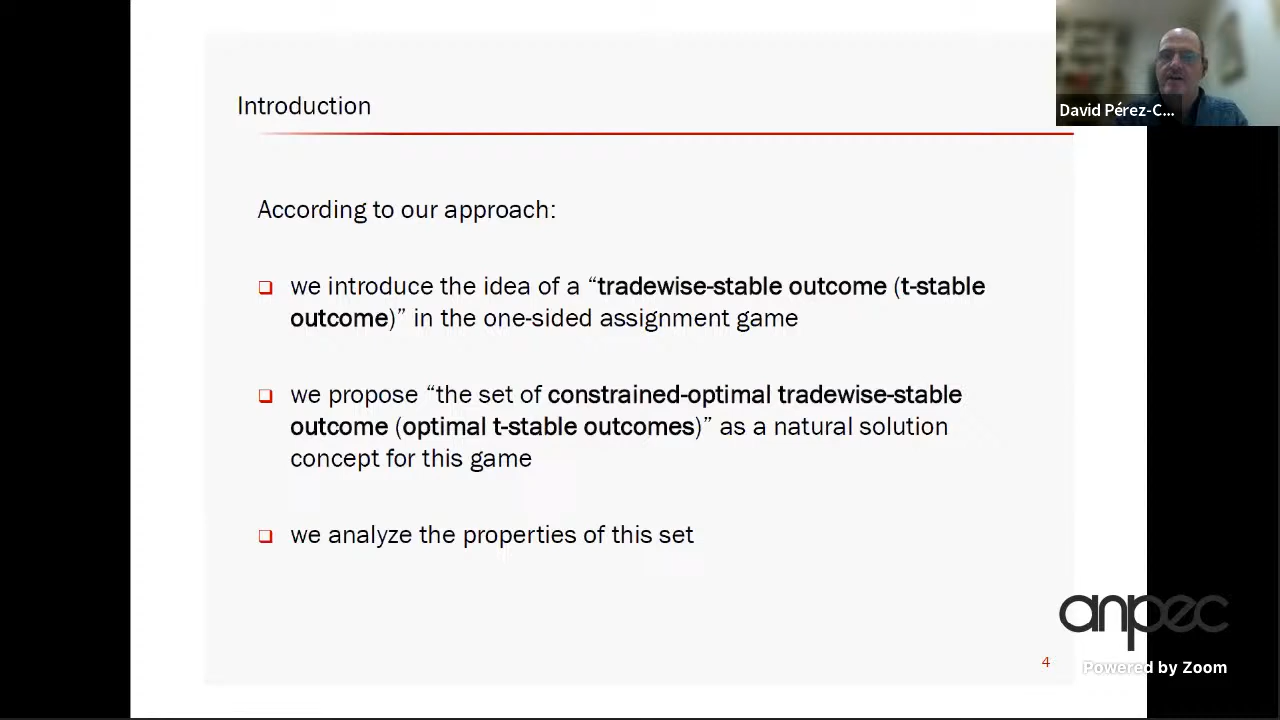 David Pérez-C...
Introduction
According to our approach:
❑ we introduce the idea of a “tradewise-stable outcome (t-stable
outcome)” in the one-sided assignment game
❑ we propose “the set of constrained-optimal tradewise-stable
outcome (optimal t-stable outcomes)” as a natural solution
concept for this game
❑ we analyze the properties of this set
anpec
4
Powered by Zoom